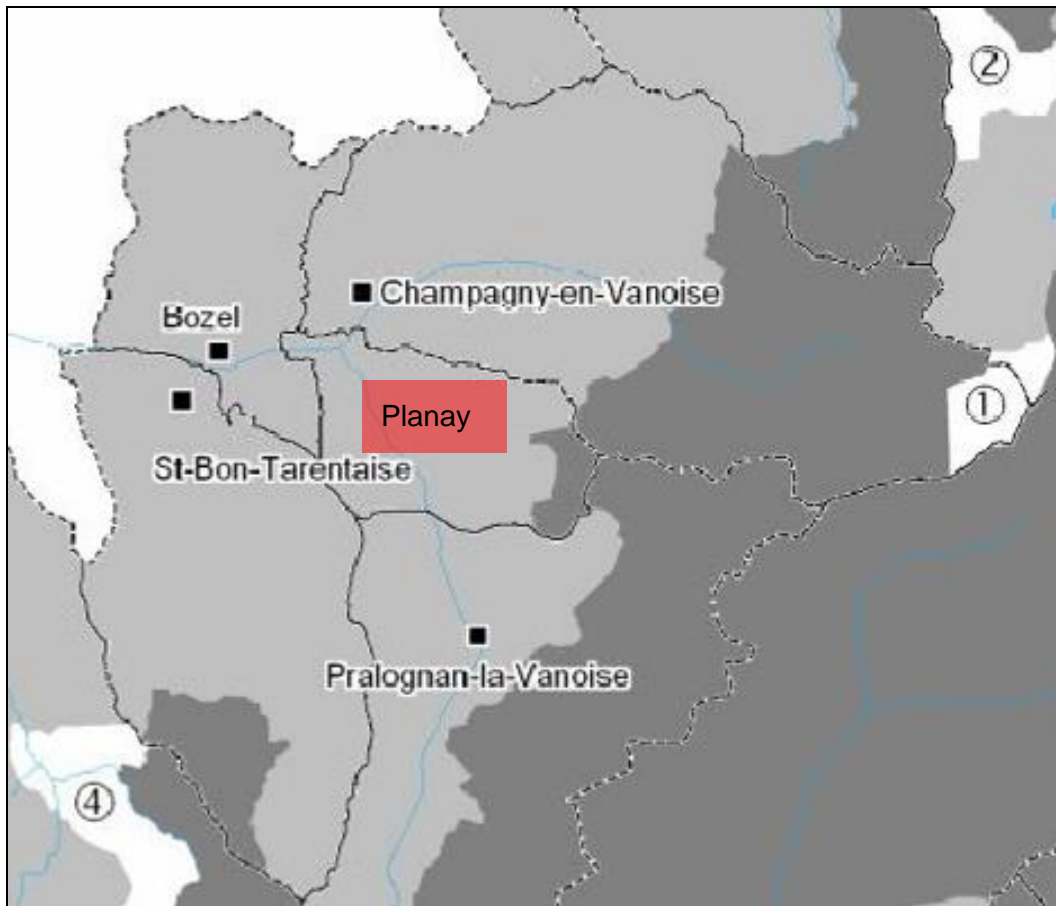 ②
Champagny-en-Vanoise
Bozel
①
Planay
St-Bon-Tarentaise
Pralognan-la-Vanoise
④